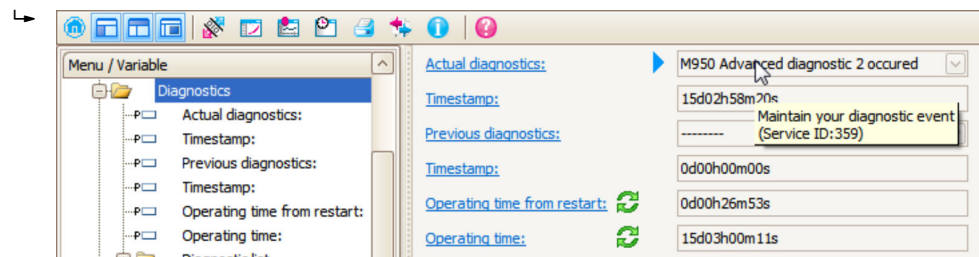 Menu / Variable
Diagnostics
Actual diagnostics:
Timestamp:
Previous diagnostics:
Timestamp:
Operating time from restart:
Operating time:
Actual diagnostics:
M950 Advanced diagnostic 2 occured
Timestamp:
15d02h58m20s
Maintain your diagnostic event
(Service ID:359)
Previous diagnostics:
--------
Timestamp:
0d00h00m00s
Operating time from restart:
0d00h26m53s
Operating time:
15d03h00m11s